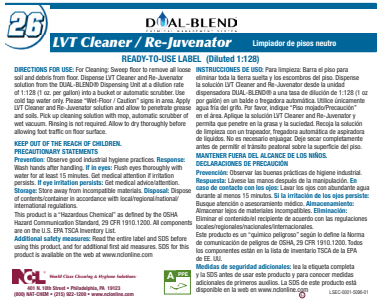 26
DUAL-BLEND
CHEMICAL MANAGEMENT SYSTEM
LVT Cleaner / Re-Juvenator
Limpiador de pisos neutro
READY-TO-USE LABEL (Diluted 1:128)
DIRECTIONS FOR USE: For Cleaning: Sweep floor to remove all loose
soil and debris from floor. Dispense LVT Cleaner and Re-Juvenator
solution from the DUAL-BLEND® Dispensing Unit at a dilution rate
of 1:128 (1 oz. per gallon) into a bucket or automatic scrubber. Use
cold tap water only. Please “Wet-Floor / Caution” signs in area. Apply
LVT Cleaner and Re-Juvenator solution and allow to penetrate grease
and soils. Pick up cleaning solution with mop, automatic scrubber of
wet vacuum. Rinsing is not required. Allow to dry thoroughly before
allowing foot traffic on floor surface.
KEEP OUT OF THE REACH OF CHILDREN.
PRECAUTIONARY STATEMENTS
Prevention: Observe good industrial hygiene practices. Response:
Wash hands after handling. If in eyes: Flush eyes thoroughly with
water for at least 15 minutes. Get medical attention if irritation
persists. If eye irritation persists: Get medical advice/attention.
Storage: Store away from incompatible materials. Disposal: Dispose
of contents/container in accordance with local/regional/national/
international regulations.
This product is a “Hazardous Chemical” as defined by the OSHA
Hazard Communication Standard, 29 CFR 1910.1200. All components
are on the U.S. EPA TSCA Inventory List.
Additional safety measures: Read the entire label and SDS before
using this product, and for additional first aid measures. SDS for this
product is available on the web at www.nclonline.com
INSTRUCCIONES DE USO: Para limpieza: Barra el piso para
eliminar toda la tierra suelta y los escombros del piso. Dispense
la solución LVT Cleaner and Re-Juvenator desde la unidad
dispensadora DUAL-BLEND® a una tasa de dilución de 1:128 (1 oz
por galón) en un balde o fregadora automática. Utilice únicamente
agua fría del grifo. Por favor, indique “Piso mojado/Precaución”
en el área. Aplique la solución LVT Cleaner and Re-Juvenator y
permita que penetre en la grasa y la suciedad. Recoja la solución
de limpieza con un trapeador, fregadora automática de aspiradora
de líquidos. No es necesario enjuagar. Deje secar completamente
antes de permitir el tránsito peatonal sobre la superficie del piso.
MANTENER FUERA DEL ALCANCE DE LOS NIÑOS.
DECLARACIONES DE PRECAUCIÓN
Prevención: Observar las buenas prácticas de higiene industrial.
Respuesta: Lávese las manos después de la manipulación. En
caso de contacto con los ojos: Lavar los ojos con abundante agua
durante al menos 15 minutos. Si la irritación de los ojos persiste:
Busque atención o asesoramiento médico. Almacenamiento:
Almacenar lejos de materiales incompatibles. Eliminación:
Eliminar el contenido/el recipiente de acuerdo con las regulaciones
locales/regionales/nacionales/internacionales.
Este producto es un “químico peligroso” según lo define la Norma
de comunicación de peligros de OSHA, 29 CFR 1910.1200. Todos los
componentes están en la lista de inventario TSCA de la EPA
de EE. UU.
Medidas de seguridad adicionales: lea la etiqueta completa
y la SDS antes de usar este producto y para conocer medidas
adicionales de primeros auxilios. La SDS de este producto está
disponible en la web en www.nclonline.com
NCL
World Class Cleaning & Hygiene Solutions
401 N. 10th Street • Philadelphia, PA 19123
(800) NAT-CHEM • (215) 922-1200 • www.nclonline.com
A
PPE
LSEC-0001-5096-01